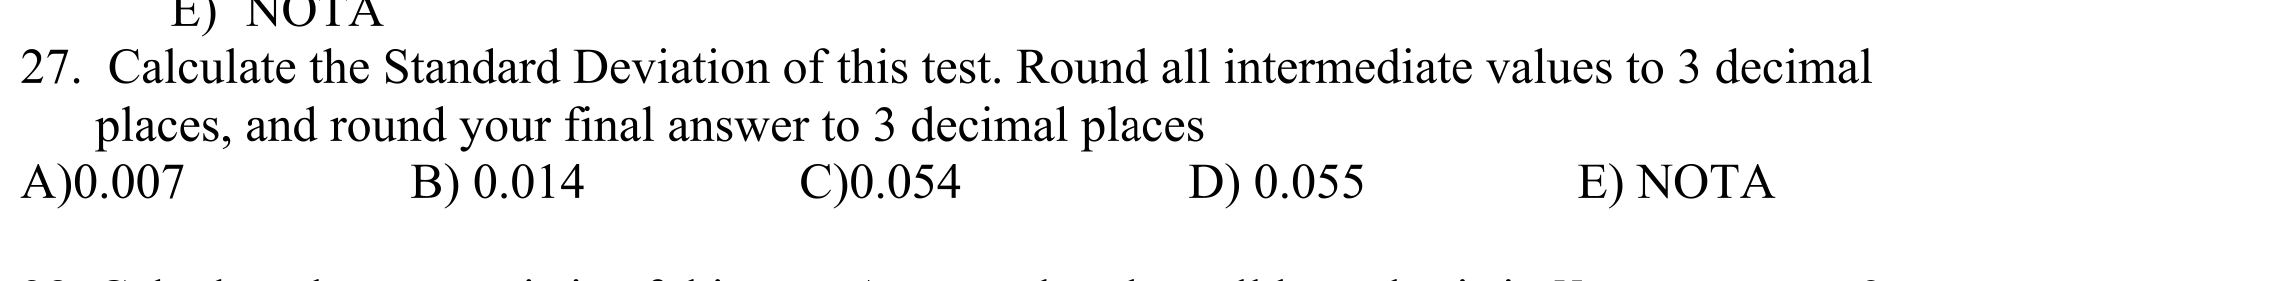 E) NOTA
27. Calculate the Standard Deviation of this test. Round all intermediate values to 3 decimal
places, and round your final answer to 3 decimal places
A)0.007 B) 0.014 C)0.054 D) 0.055 E) NOTA